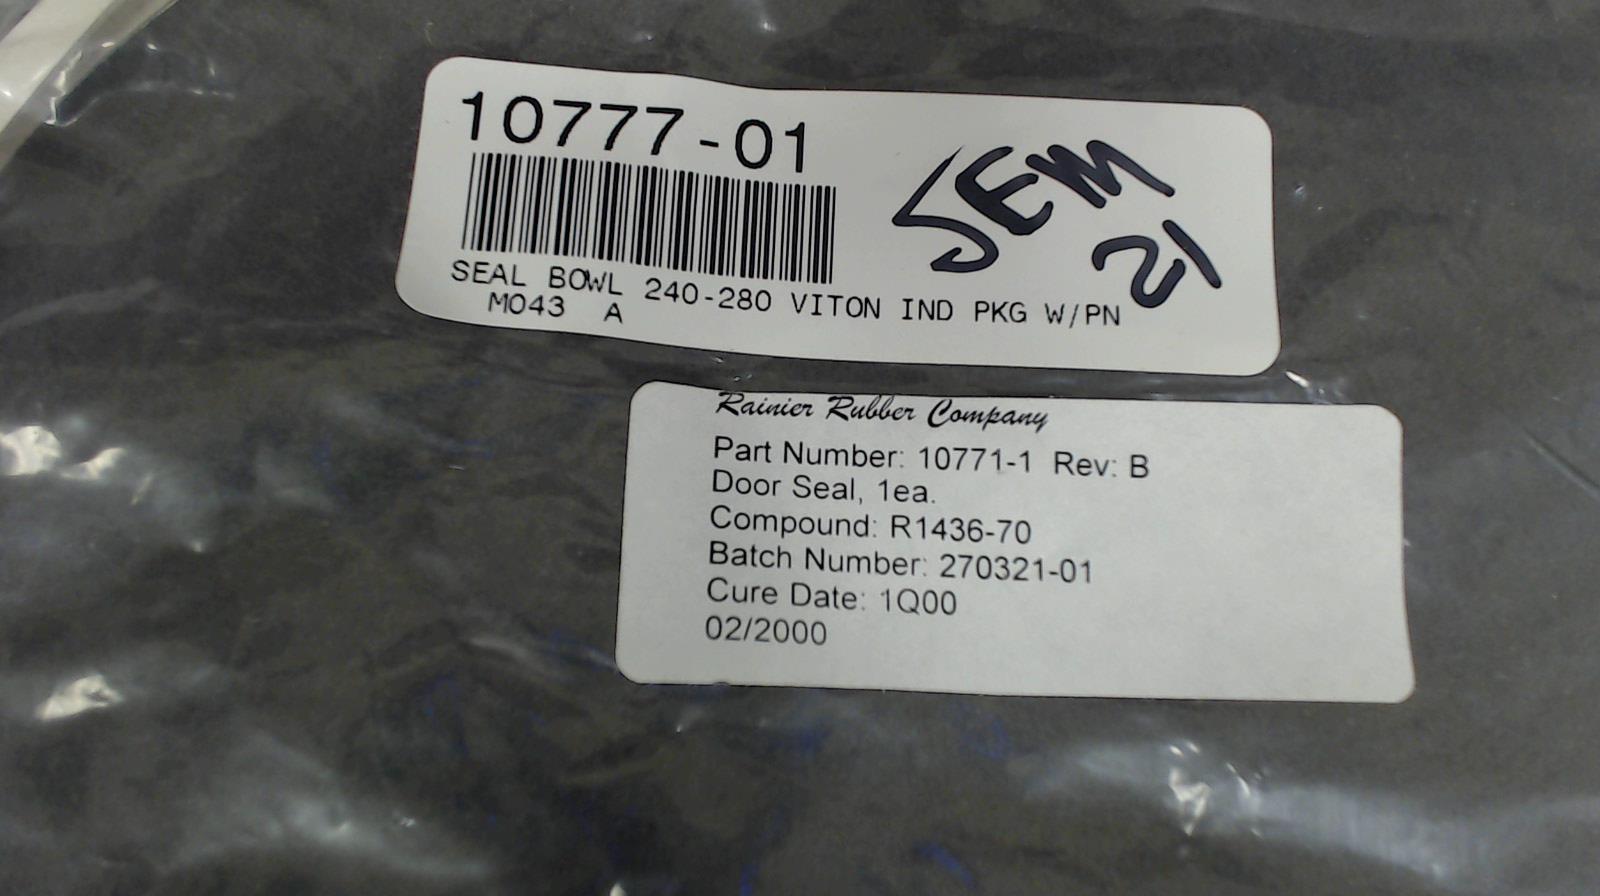 10777-01
SEM
21
SEAL BOWL 240-280 VITON IND PKG W/PN
M043 A
Rainier Rubber Company
Part Number: 10771-1 Rev: B
Door Seal, 1ea.
Compound: R1436-70
Batch Number: 270321-01
Cure Date: 1Q00
02/2000